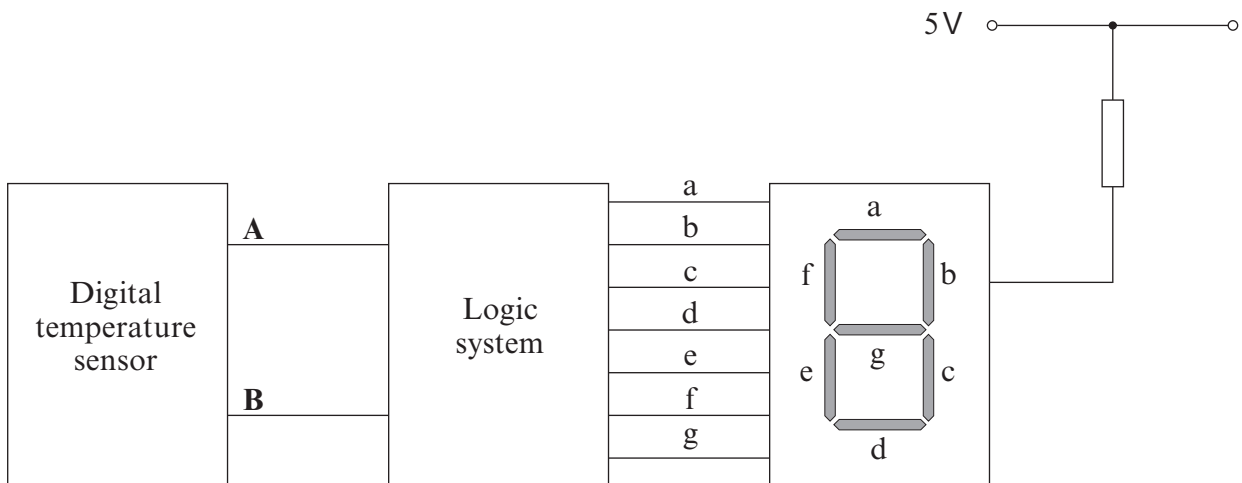 5V
Digital
temperature
sensor
A
B
Logic
system
a
b
c
d
e
f
g
a
f
b
g
e
c
d